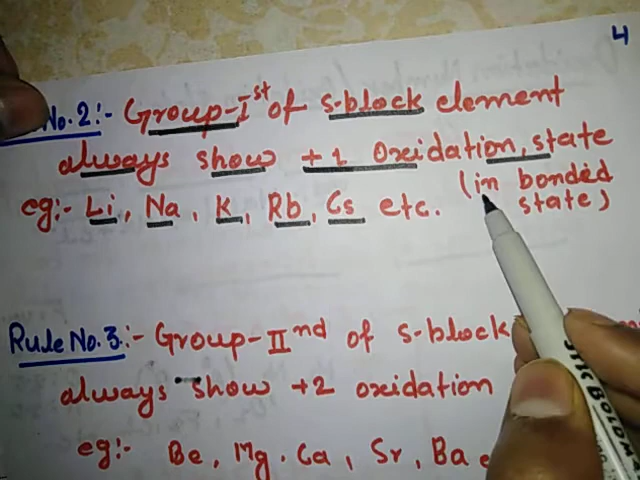 4
No. 2:- Group-Iˢᵗ of s-block element
always show +1 oxidation, state
eg:- Li, Na, K, Rb, Cs etc. (in bonded
state)
Rule No. 3:- Group-IIⁿᵈ of s-block
always show +2 oxidation
eg:- Be, Mg. Ca, Sr, Ba